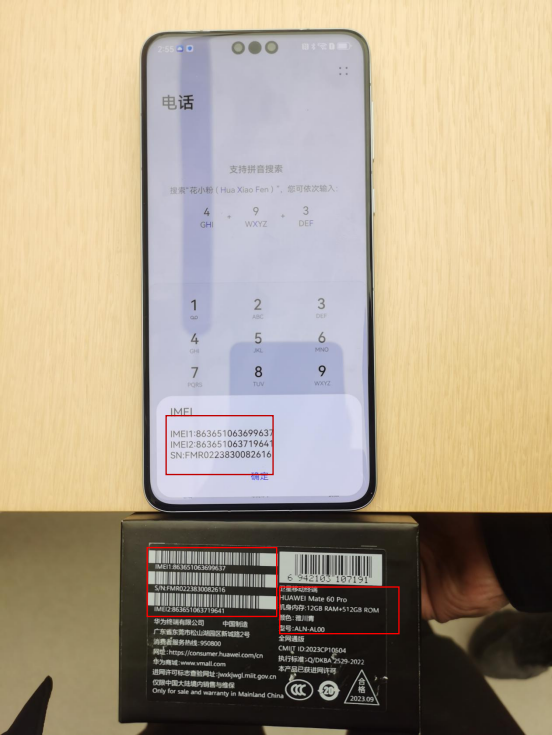 2:55
电话
支持拼音搜索
搜索“花小粉 ( Hua Xiao Fen ) ”，您可依次输入：
4 + 9 + 3
GHI WXYZ DEF
1 2 3
ABC DEF
4 5 6
GHI JKL MNO
7 8 9
PQRS TUV WXYZ
IMEI
IMEI1:863651063699637
IMEI2:863651063719641
SN:FMR0223830082616
确定
IMEI1:863651063699637
S/N:FMR0223830082616
IMEI2:863651063719641
华为终端有限公司 中国制造
广东省东莞市松山湖园区新城路2号
消费者服务热线:950800
网址:https://consumer.huawei.com/cn
华为商城:www.vmall.com
进网许可标志查验网址:jwxkjwgl.miit.gov.cn
仅限中国大陆境内销售与维保
Only for sale and warranty in Mainland China
6 942103 107191
卫星移动终端
HUAWEI Mate 60 Pro
机身内存:12GB RAM+512GB ROM
颜色:雅川青
型号:ALN-AL00
全网通版
CMIIT ID:2023CP10604
执行标准:Q/DKBA 2529-2022
本产品已获进网许可
CCC
20
合格
2023.09